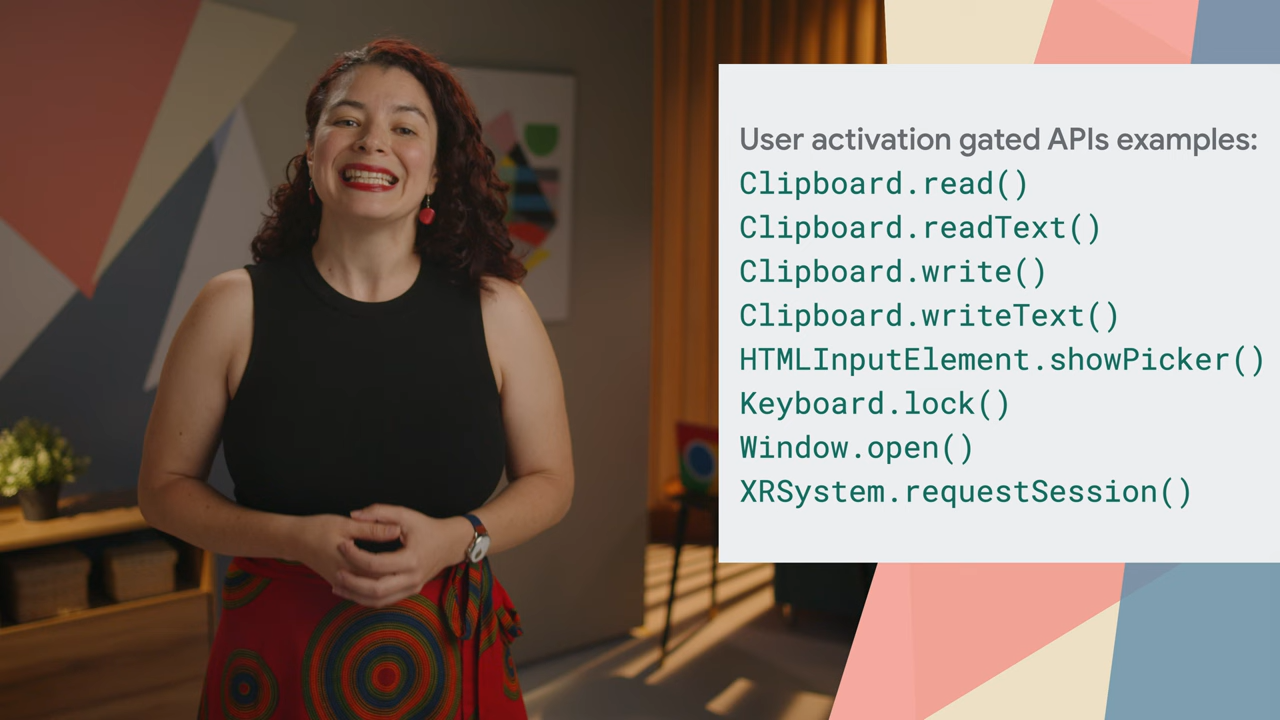 User activation gated APIs examples:
Clipboard.read()
Clipboard.readText()
Clipboard.write()
Clipboard.writeText()
HTMLInputElement.showPicker()
Keyboard.lock()
Window.open()
XRSystem.requestSession()